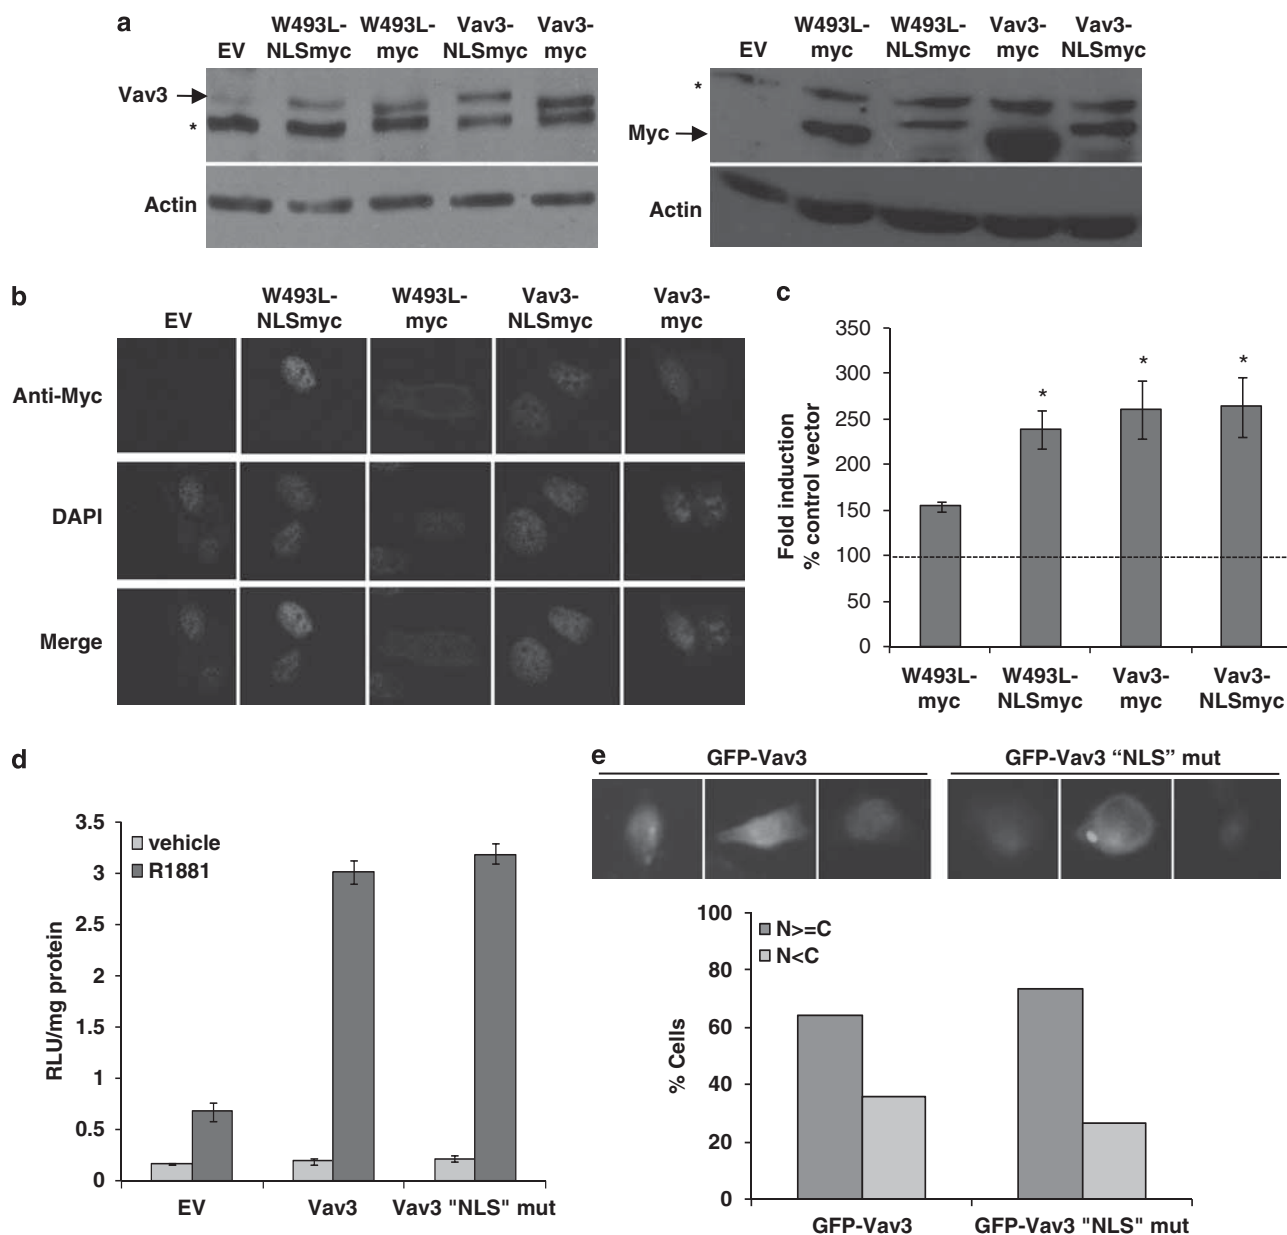 a
EV
W493L-
NLSmyc
W493L-
myc
Vav3-
NLSmyc
Vav3-
myc
Vav3
*
Actin
EV
W493L-
myc
W493L-
NLSmyc
Vav3-
myc
Vav3-
NLSmyc
*
Myc
Actin
b
EV
W493L-
NLSmyc
W493L-
myc
Vav3-
NLSmyc
Vav3-
myc
Anti-Myc
DAPI
Merge
c
Fold induction
% control vector
350
300
250
200
150
100
50
0
*
*
*
W493L-
myc
W493L-
NLSmyc
Vav3-
myc
Vav3-
NLSmyc
d
RLU/mg protein
3.5
3
2.5
2
1.5
1
0.5
0
vehicle
R1881
EV
Vav3
Vav3 "NLS" mut
e
GFP-Vav3
GFP-Vav3 “NLS” mut
% Cells
100
80
60
40
20
0
N>=C
N<C
GFP-Vav3
GFP-Vav3 "NLS" mut